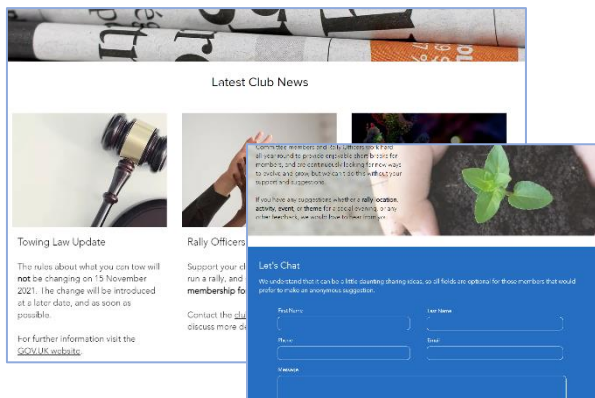 Latest Club News
Towing Law Update
The rules about what you can tow will
not be changing on 15 November
2021. The change will be introduced
at a later date, and as soon as
possible.
For further information visit the
GOV.UK website.
Rally Officers
Support your
run a rally, and
membership
Contact the
discuss more
Committee members and Rally Officers work hard
all year round to provide enjoyable short breaks for
members, and are continuously looking for new ways
to evolve and grow, but we can't do this without your
support and suggestions.
If you have any suggestions whether a rally location,
activity, event, or theme for a social evening, or any
other feedback, we would love to hear from you.
Let's Chat
We understand that it can be a little daunting sharing ideas, so all fields are optional for those members that would
prefer to make an anonymous suggestion.
First Name
Last Name
Phone
Email
Message